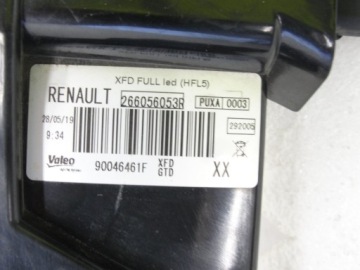 XFD FULL led (HFL5)
RENAULT 266056053R PUXA 0003
28/05/19 292005
9:34
Valeo 90046461F XFD GTD XX